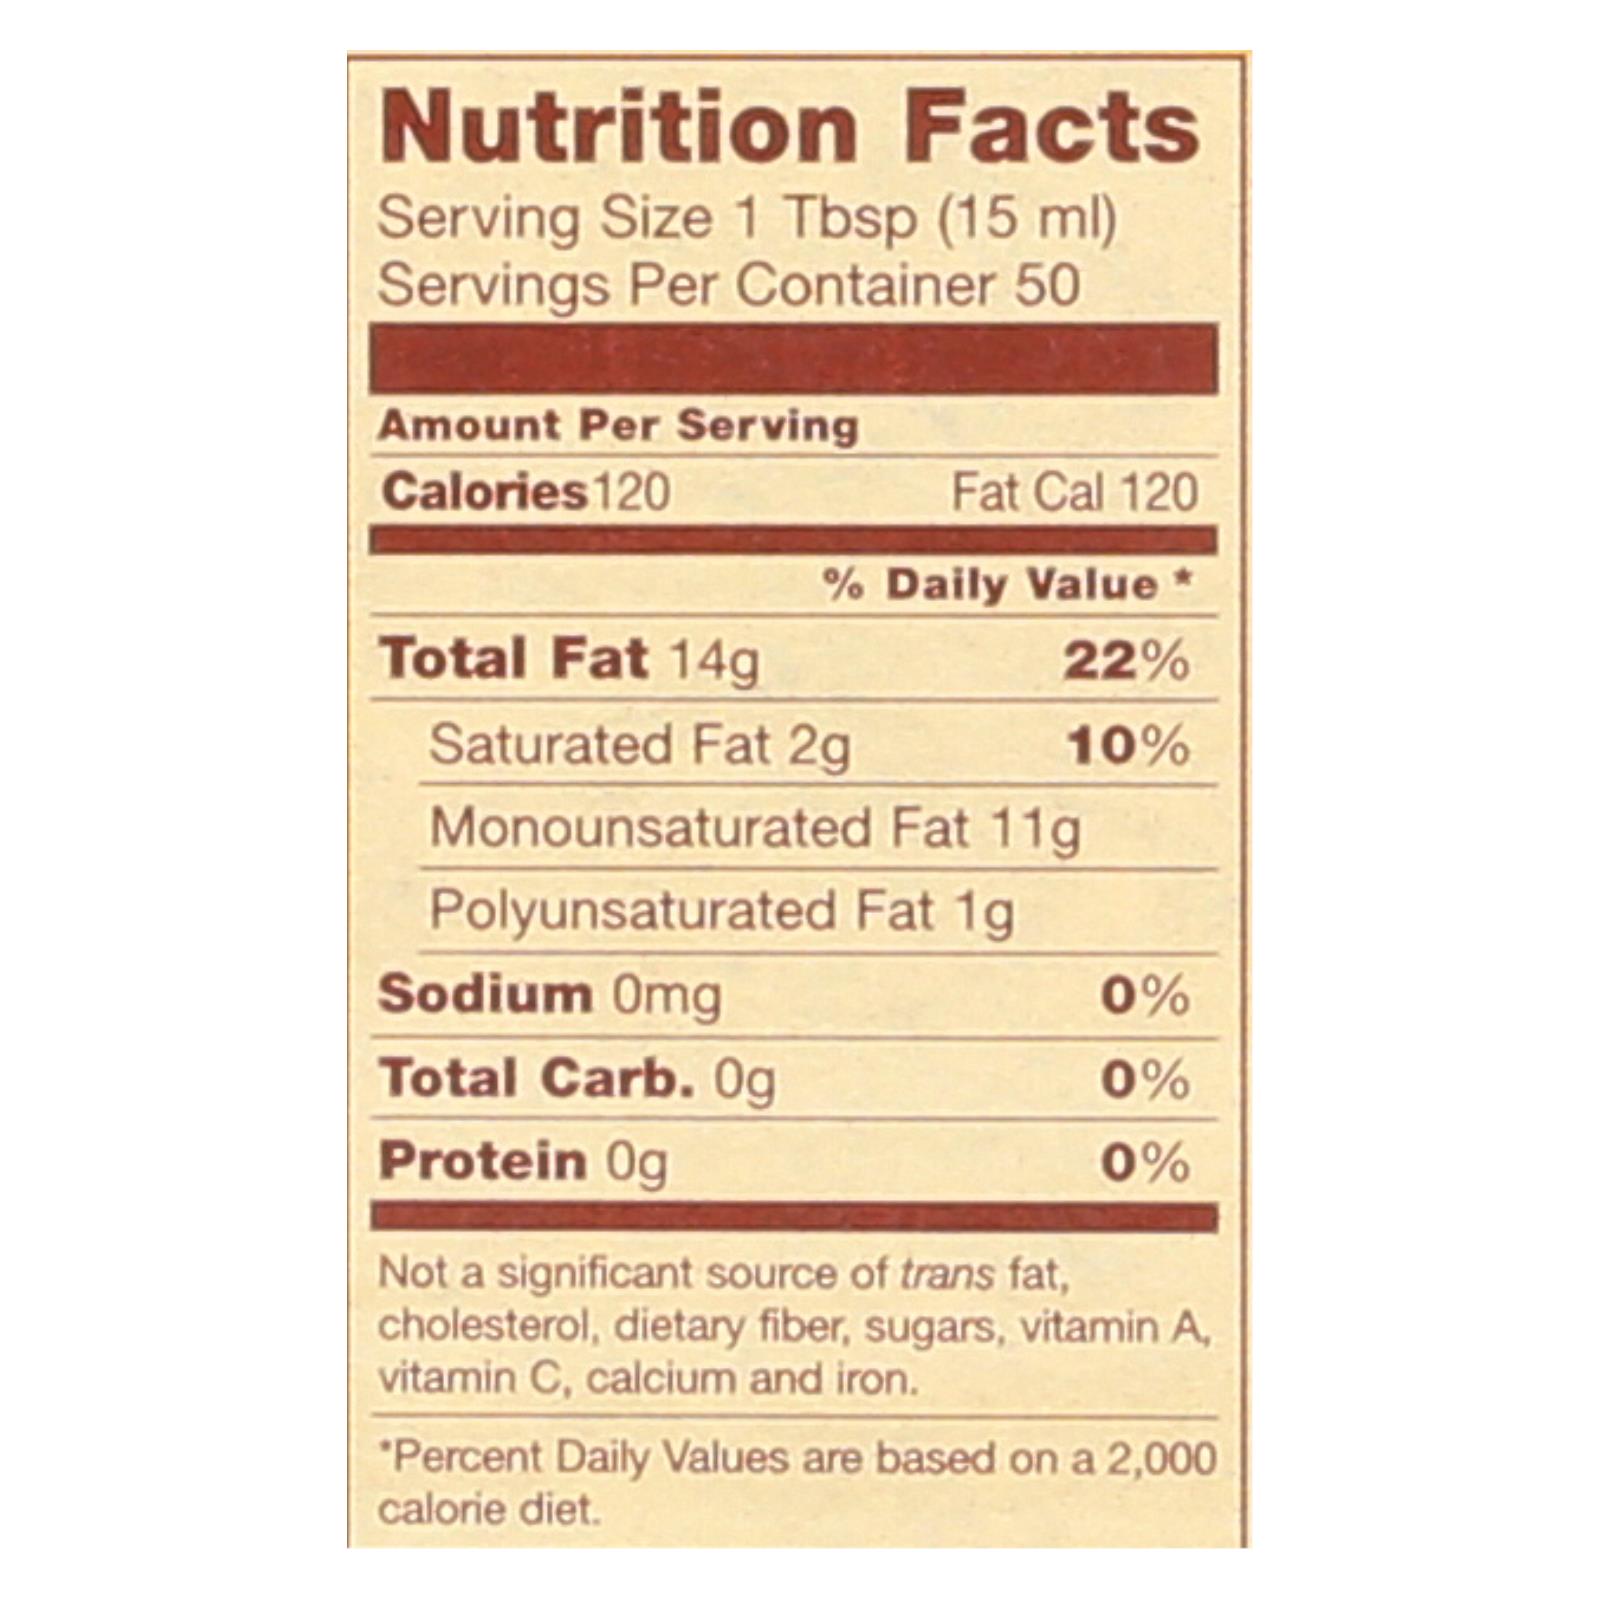 Nutrition Facts
Serving Size 1 Tbsp (15 ml)
Servings Per Container 50
Amount Per Serving
Calories120 Fat Cal 120
% Daily Value *
Total Fat 14g 22%
Saturated Fat 2g 10%
Monounsaturated Fat 11g
Polyunsaturated Fat 1g
Sodium 0mg 0%
Total Carb. 0g 0%
Protein 0g 0%
Not a significant source of trans fat,
cholesterol, dietary fiber, sugars, vitamin A,
vitamin C, calcium and iron.
*Percent Daily Values are based on a 2,000
calorie diet.